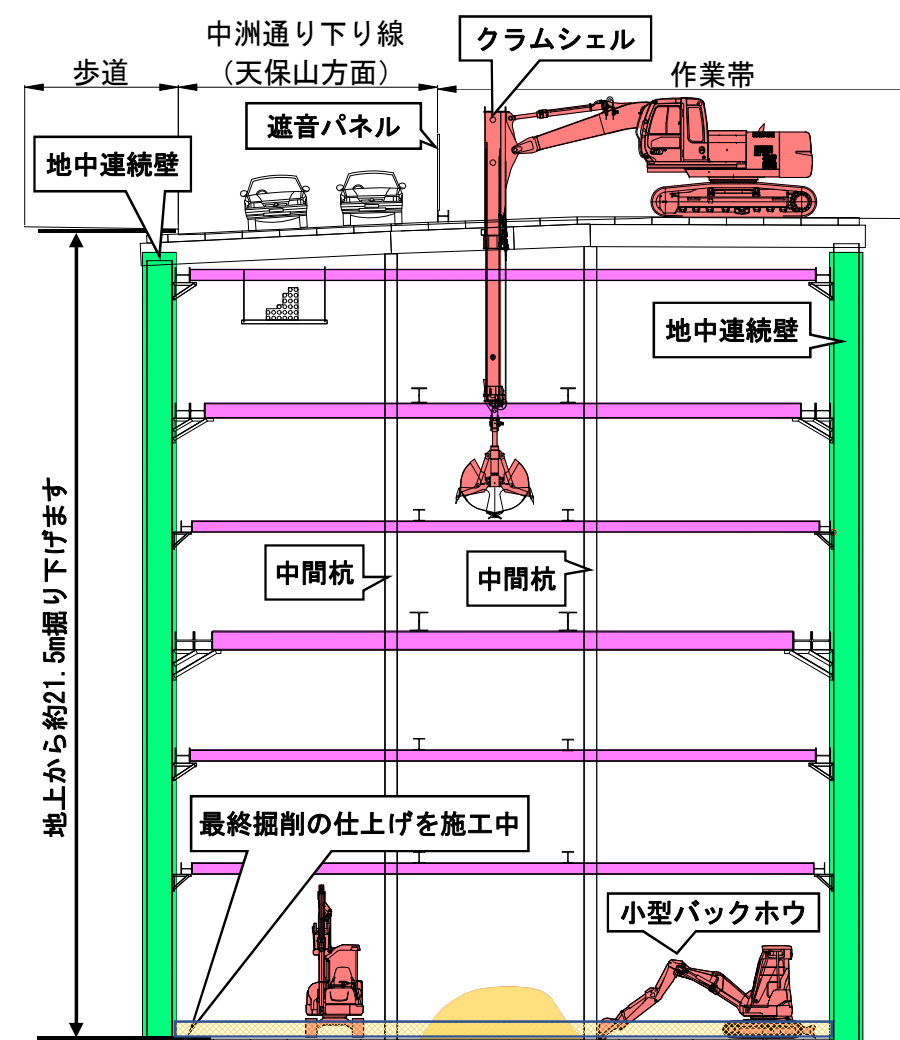 中洲通り下り線
(天保山方面)
歩道
クラムシェル
作業帯
遮音パネル
地中連続壁
地中連続壁
中間杭
中間杭
地上から約21.5m掘り下げます
最終掘削の仕上げを施工中
小型バックホウ